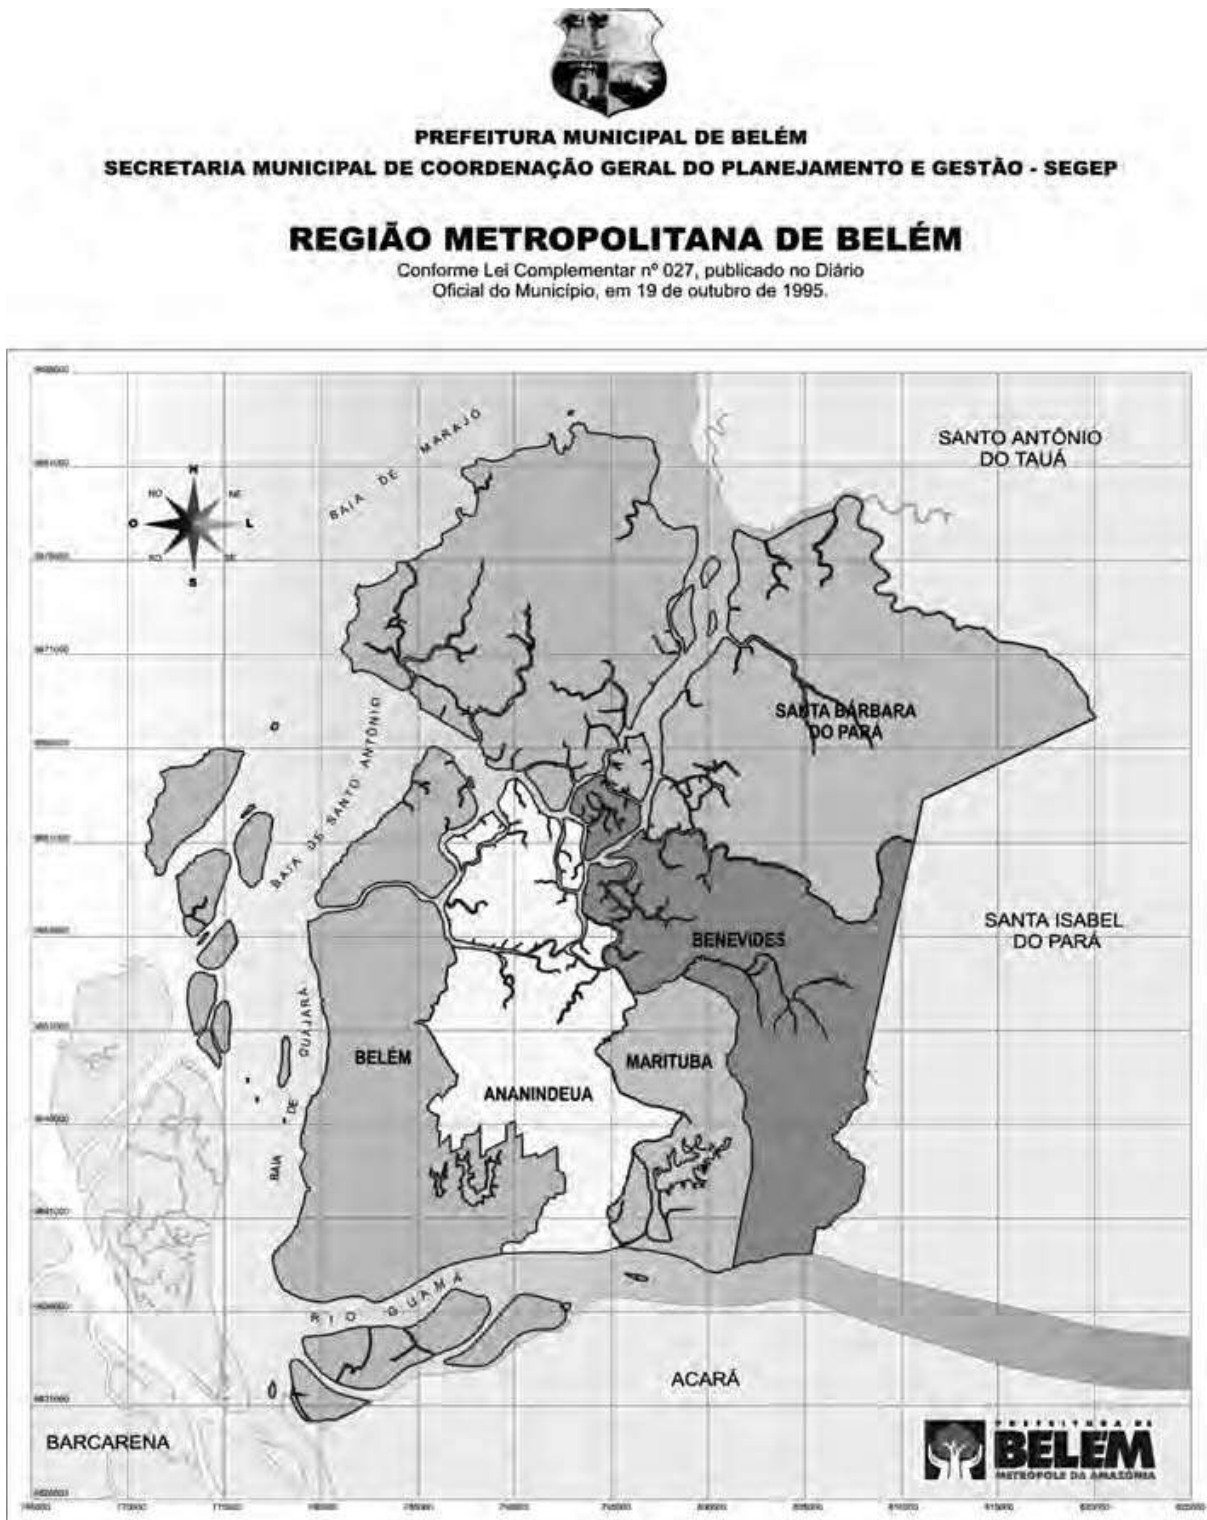 PREFEITURA MUNICIPAL DE BELÉM
SECRETARIA MUNICIPAL DE COORDENAÇÃO GERAL DO PLANEJAMENTO E GESTÃO - SEGEP
REGIÃO METROPOLITANA DE BELÉM
Conforme Lei Complementar nº 027, publicado no Diário
Oficial do Município, em 19 de outubro de 1995.
BAIA DE MARAJÓ
SANTO ANTÔNIO
DO TAUÁ
N
NO
NE
O
L
SE
S
SANTA BÁRBARA
DO PARÁ
BAIA DE SANTO ANTÔNIO
SANTA ISABEL
DO PARÁ
BENEVIDES
BAIA DE GUAJARÁ
BELÉM
MARITUBA
ANANINDEUA
RIO GUAMÁ
ACARÁ
BARCARENA
PREFEITURA DE
BELÉM
METRÓPOLE DA AMAZÔNIA